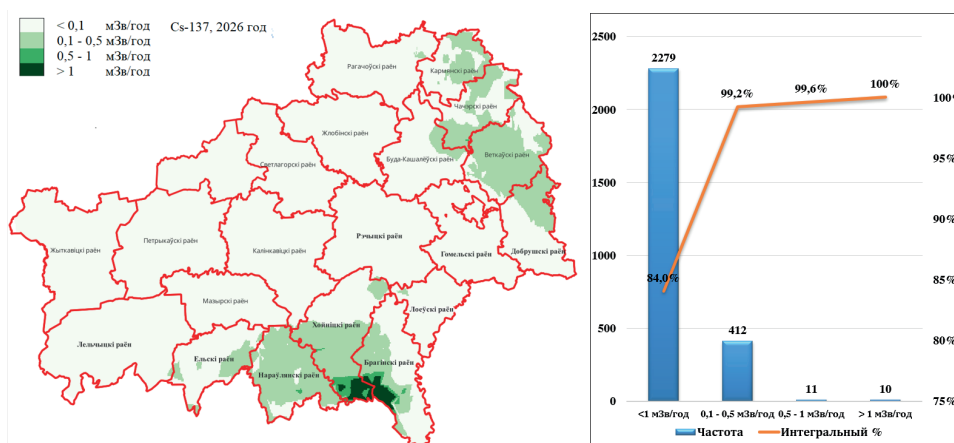 < 0,1 мЗв/год
0,1 - 0,5 мЗв/год
0,5 - 1 мЗв/год
> 1 мЗв/год
Cs-137, 2026 год
Рагачоўскі раён
Кармянскі раён
Чачэрскі раён
Жлобінскі раён
Буда-Кашалёўскі раён
Веткаўскі раён
Светлагорскі раён
Рэчыцкі раён
Жыткавіцкі раён
Петрыкаўскі раён
Калінкавіцкі раён
Гомельскі раён
Добрушскі раён
Мазырскі раён
Лоеўскі раён
Хойніцкі раён
Лельчыцкі раён
Ельскі раён
Нараўлянскі раён
Брагінскі раён
2500
2000
1500
1000
500
0
2279
412
11
10
84,0%
99,2%
99,6%
100%
100%
95%
90%
85%
80%
75%
<1 мЗв/год
0,1 - 0,5 мЗв/год
0,5 - 1 мЗв/год
> 1 мЗв/год
Частота
Интегральный %